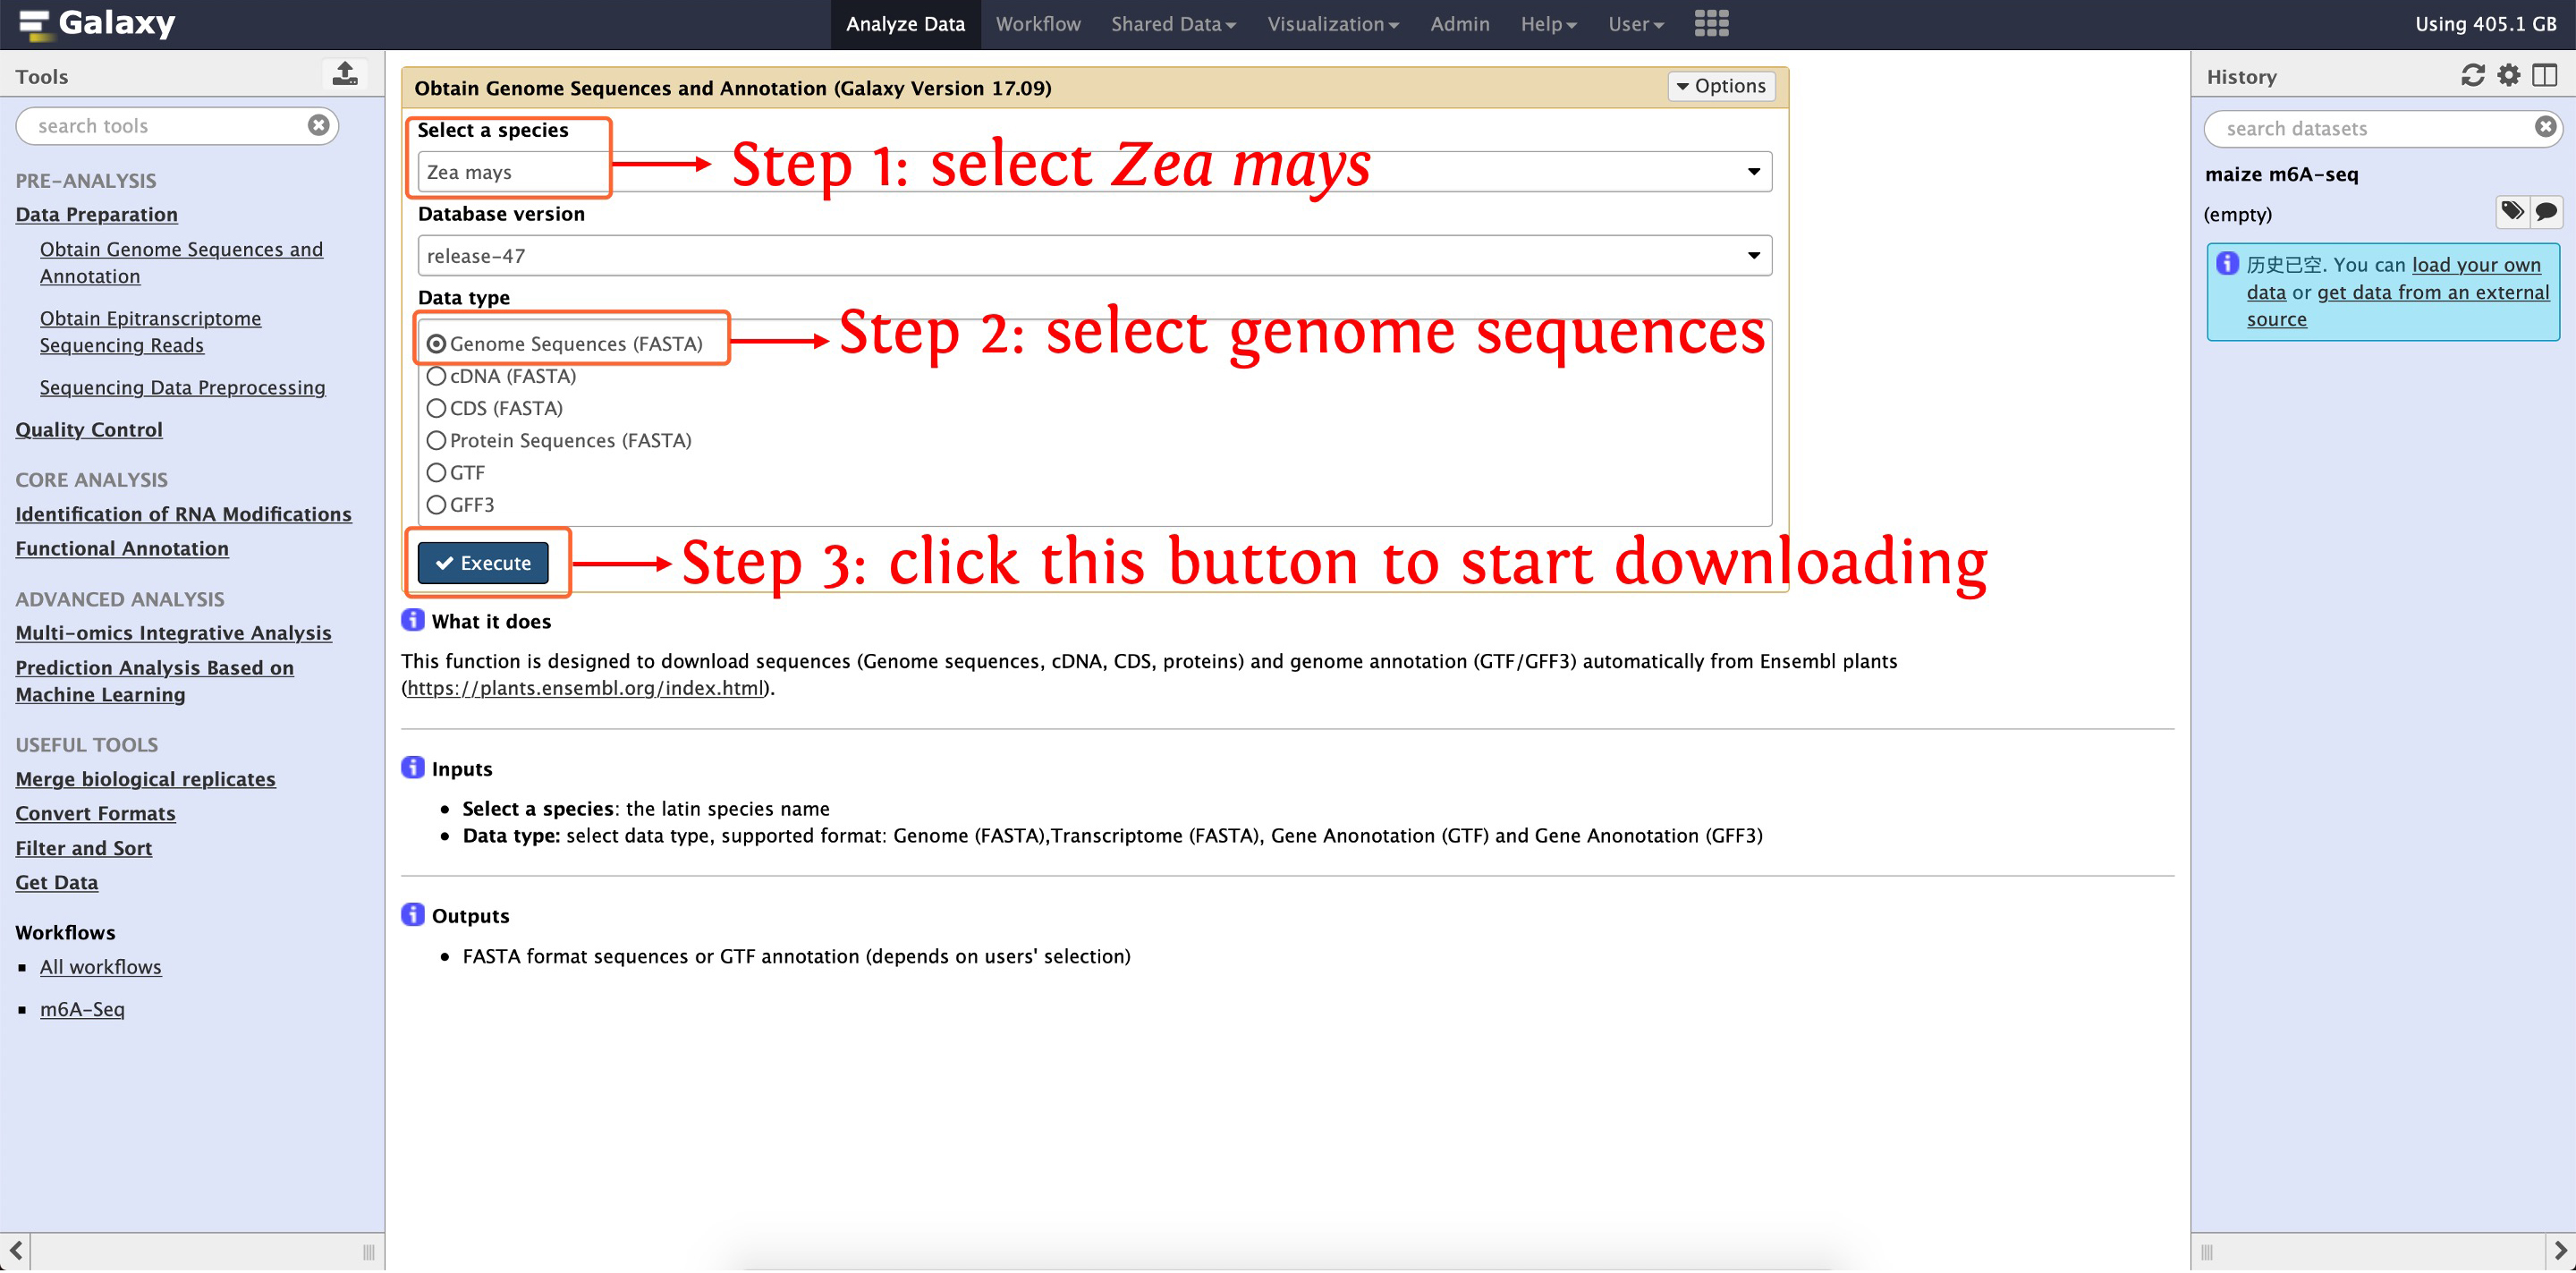 Galaxy
Analyze Data Workflow Shared Data Visualization Admin Help User
Using 405.1 GB
Tools
search tools
PRE-ANALYSIS
Data Preparation
Obtain Genome Sequences and
Annotation
Obtain Epitranscriptome
Sequencing Reads
Sequencing Data Preprocessing
Quality Control
CORE ANALYSIS
Identification of RNA Modifications
Functional Annotation
ADVANCED ANALYSIS
Multi-omics Integrative Analysis
Prediction Analysis Based on
Machine Learning
USEFUL TOOLS
Merge biological replicates
Convert Formats
Filter and Sort
Get Data
Workflows
All workflows
m6A-Seq
Obtain Genome Sequences and Annotation (Galaxy Version 17.09)
Options
Select a species
Zea mays
Step 1: select Zea mays
Database version
release-47
Data type
Genome Sequences (FASTA)
Step 2: select genome sequences
cDNA (FASTA)
CDS (FASTA)
Protein Sequences (FASTA)
GTF
GFF3
Execute
Step 3: click this button to start downloading
What it does
This function is designed to download sequences (Genome sequences, cDNA, CDS, proteins) and genome annotation (GTF/GFF3) automatically from Ensembl plants
(https://plants.ensembl.org/index.html).
Inputs
• Select a species: the latin species name
• Data type: select data type, supported format: Genome (FASTA),Transcriptome (FASTA), Gene Anonotation (GTF) and Gene Anonotation (GFF3)
Outputs
• FASTA format sequences or GTF annotation (depends on users' selection)
History
search datasets
maize m6A-seq
(empty)
历史已空. You can load your own
data or get data from an external
source